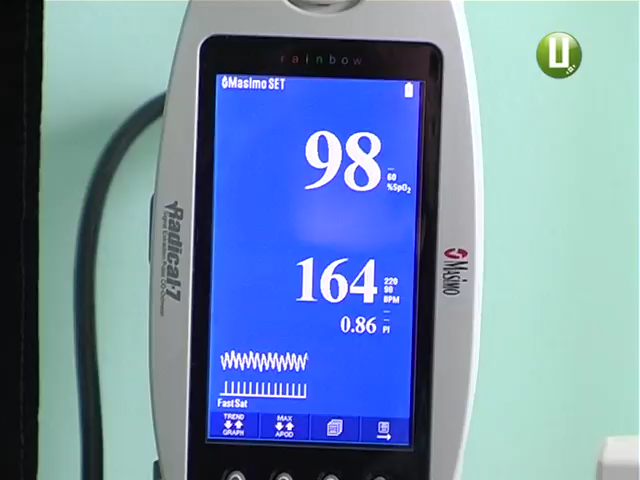 rainbow
Masimo SET
98
60
%SpO2
164
220
90
BPM
0.86 PI
FastSat
TREND
GRAPH
MAX
APOD
Radical-7
Masimo
U